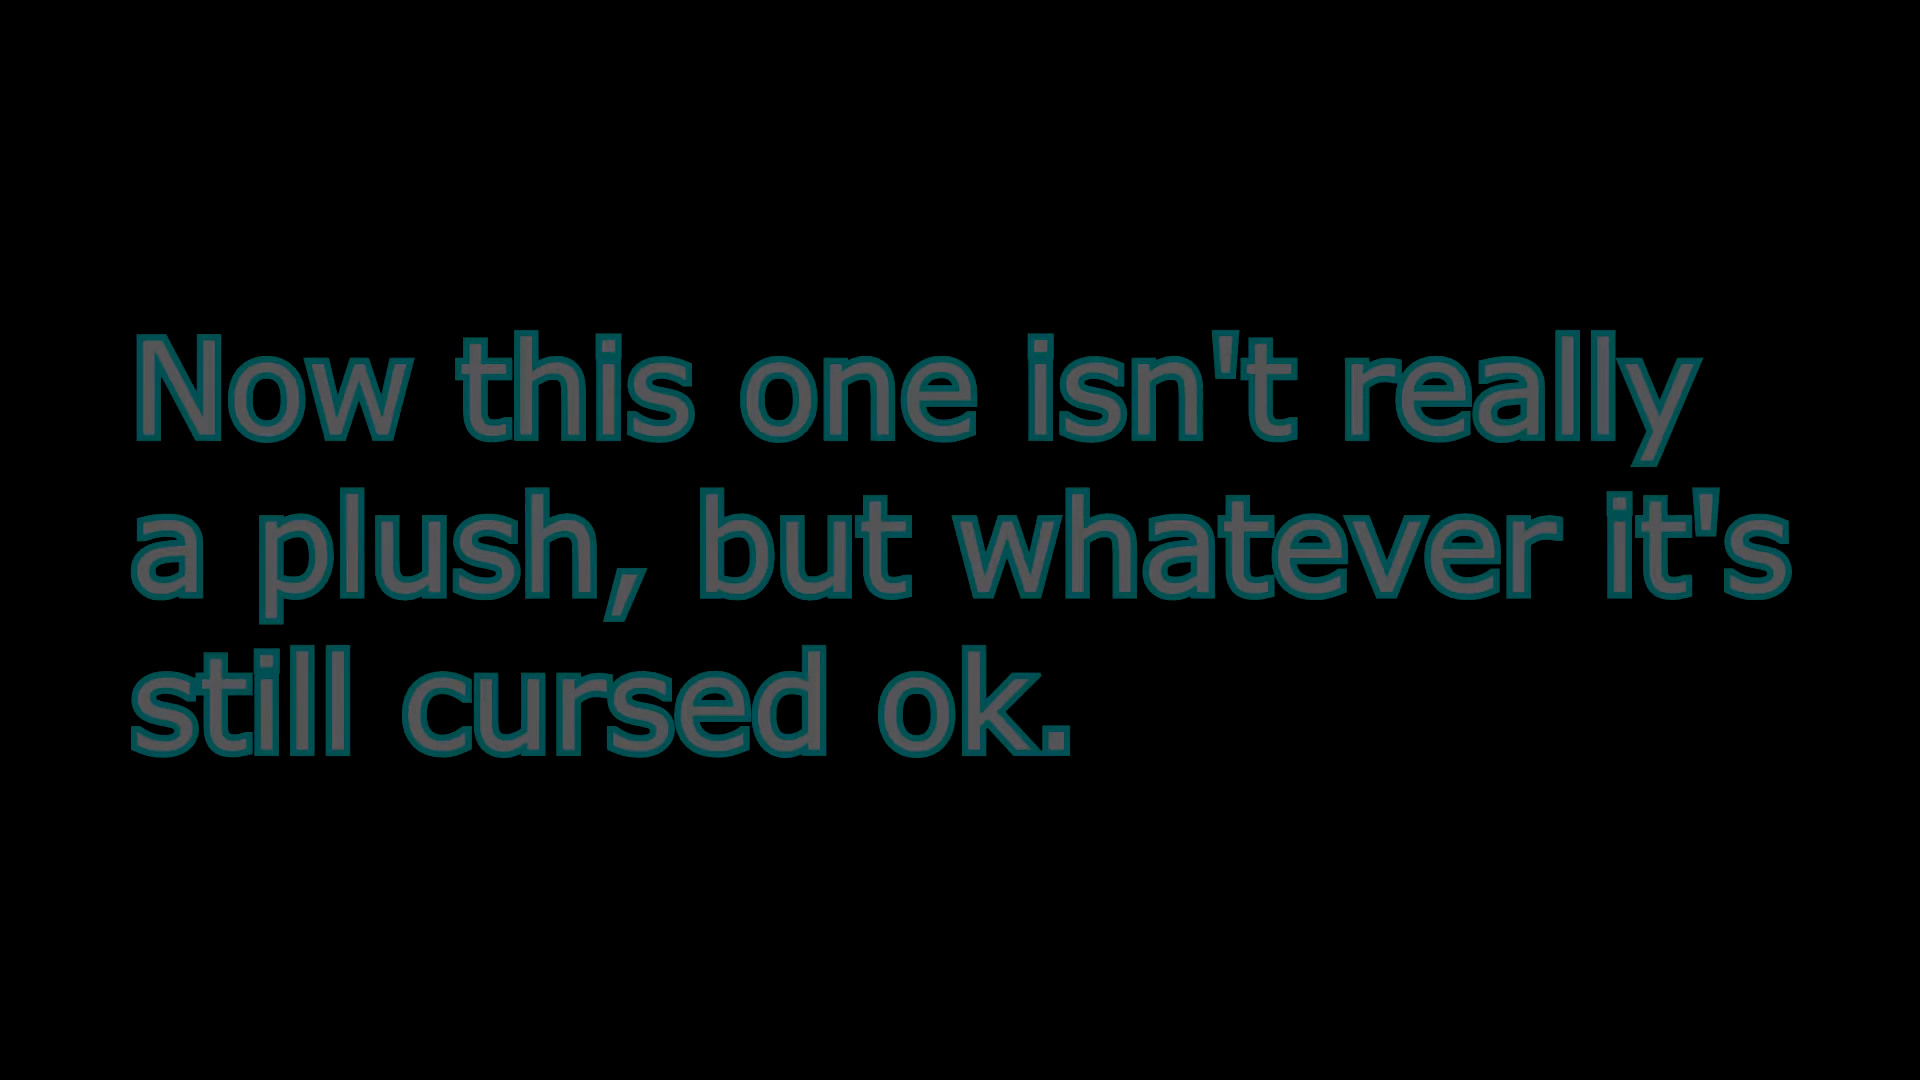 Now this one isn't really
a plush, but whatever it's
still cursed ok.